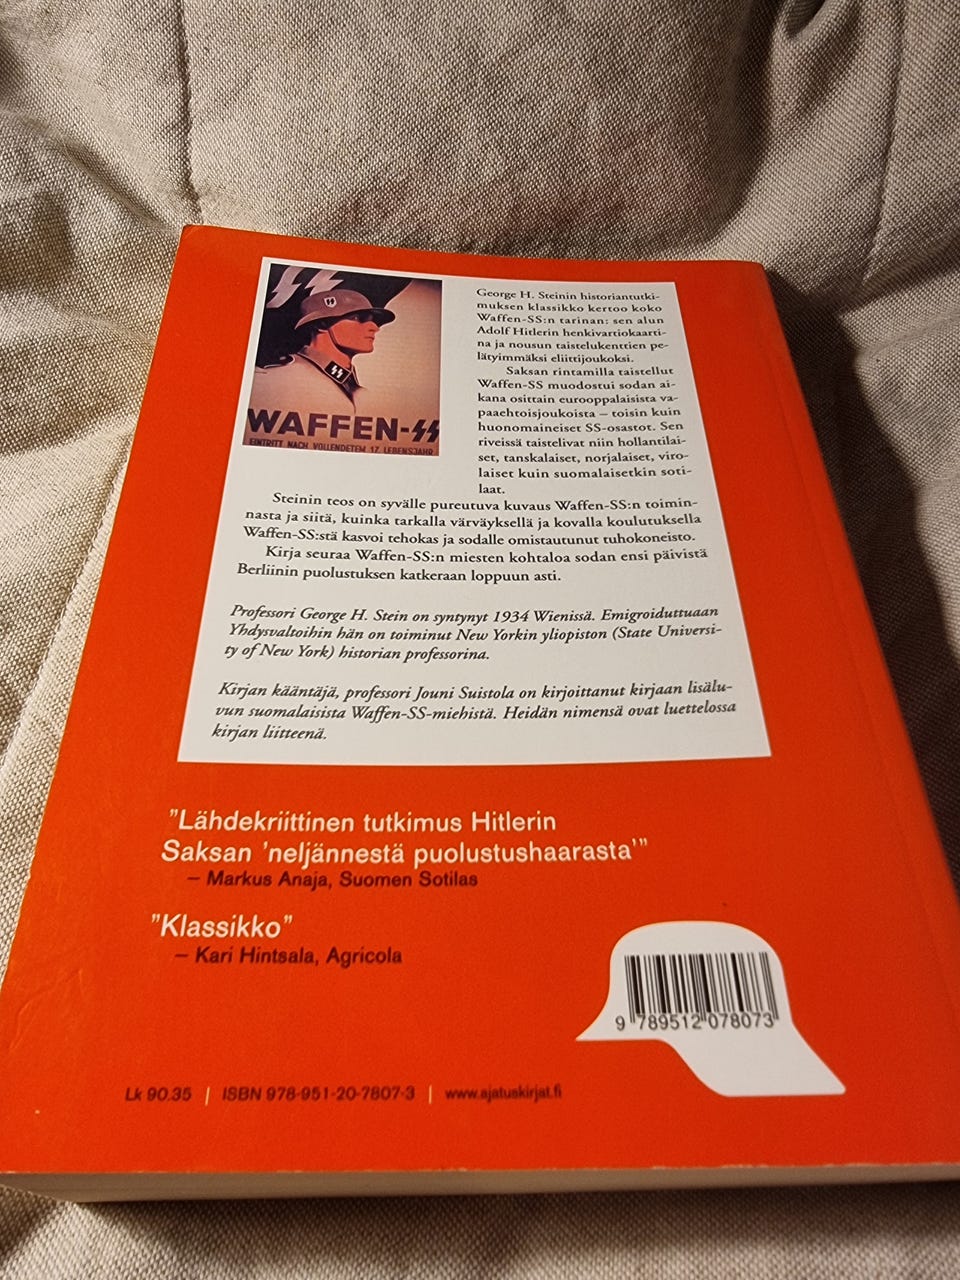 WAFFEN-SS
EINTRITT NACH VOLLENDETEM 17. LEBENSJAHR
George H. Steinin historiantutki-
muksen klassikko kertoo koko
Waffen-SS:n tarinan: sen alun
Adolf Hitlerin henkivartiokaarti-
na ja nousun taistelukenttien pe-
lätyimmäksi eliittijoukoksi.
Saksan rintamilla taistellut
Waffen-SS muodostui sodan ai-
kana osittain eurooppalaisista va-
paaehtoisjoukoista – toisin kuin
huonomaineiset SS-osastot. Sen
riveissä taistelivat niin hollantilai-
set, tanskalaiset, norjalaiset, viro-
laiset kuin suomalaisetkin soti-
laat.
Steinin teos on syvälle pureutuva kuvaus Waffen-SS:n toimin-
nasta ja siitä, kuinka tarkalla värväyksellä ja kovalla koulutuksella
Waffen-SS:stä kasvoi tehokas ja sodalle omistautunut tuhokoneisto.
Kirja seuraa Waffen-SS:n miesten kohtaloa sodan ensi päivistä
Berliinin puolustuksen katkeraan loppuun asti.
Professori George H. Stein on syntynyt 1934 Wienissä. Emigroiduttuaan
Yhdysvaltoihin hän on toiminut New Yorkin yliopiston (State Universi-
ty of New York) historian professorina.
Kirjan kääntäjä, professori Jouni Suistola on kirjoittanut kirjaan lisälu-
vun suomalaisista Waffen-SS-miehistä. Heidän nimensä ovat luettelossa
kirjan liitteenä.
"Lähdekriittinen tutkimus Hitlerin
Saksan 'neljännestä puolustushaarasta'"
– Markus Anaja, Suomen Sotilas
"Klassikko"
– Kari Hintsala, Agricola
9 789512 078073
Lk 90.35 | ISBN 978-951-20-7807-3 | www.ajatuskirjat.fi